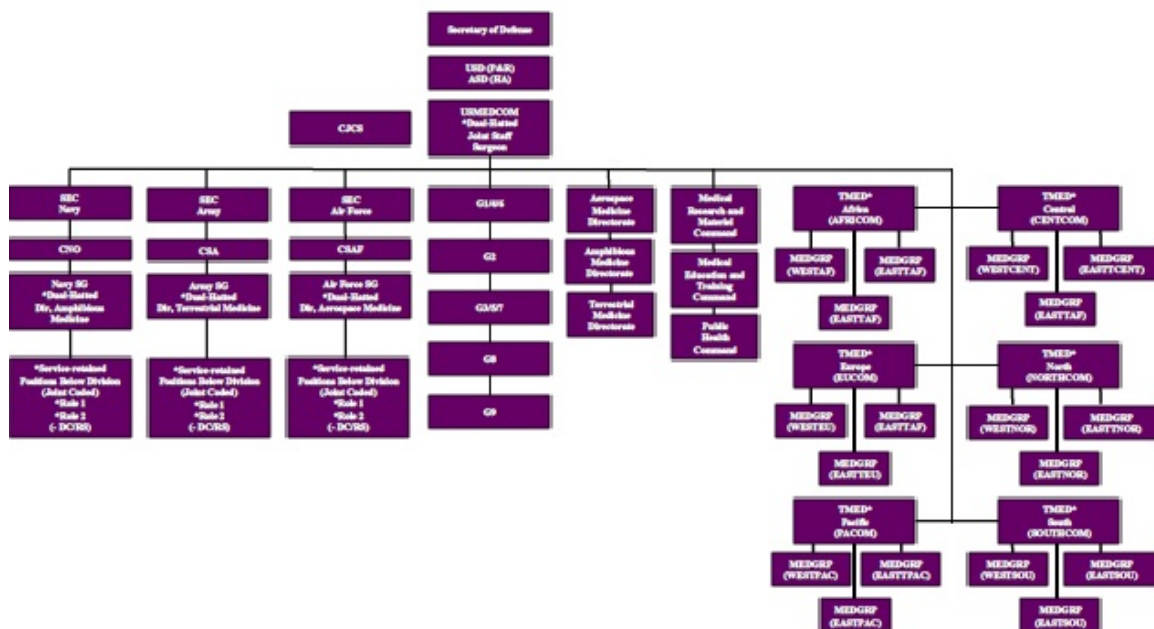 Secretary of Defense
USD (P&R)
ASD (HA)
CJCS
USMEDCOM
*Dual-Hatted
Joint Staff
Surgeon
SEC
Navy
SEC
Army
SEC
Air Force
G1/4/6
Aerospace
Medicine
Directorate
Medical
Research and
Material
Command
TMED*
Africa
(AFRICOM)
TMED*
Central
(CENTCOM)
CNO
CSA
CSAF
G2
Amphibious
Medicine
Directorate
Medical
Education and
Training
Command
MEDGRP
(WESTAF)
MEDGRP
(EASTTAF)
MEDGRP
(WESTCENT)
MEDGRP
(EASTTCENT)
Navy SG
*Dual-Hatted
Dir, Amphibious
Medicine
Army SG
*Dual-Hatted
Dir, Terrestrial Medicine
Air Force SG
*Dual-Hatted
Dir, Aerospace Medicine
G3/5/7
Terrestrial
Medicine
Directorate
Public
Health
Command
MEDGRP
(EASTTAF)
MEDGRP
(EASTTAF)
*Service-retained
Positions Below Division
(Joint Coded)
*Role 1
*Role 2
(- DC/RS)
*Service-retained
Positions Below Division
(Joint Coded)
*Role 1
*Role 2
(- DC/RS)
*Service-retained
Positions Below Division
(Joint Coded)
*Role 1
*Role 2
(- DC/RS)
G8
G9
TMED*
Europe
(EUCOM)
TMED*
North
(NORTHCOM)
MEDGRP
(WESTEU)
MEDGRP
(EASTTAF)
MEDGRP
(WESTNOR)
MEDGRP
(EASTTNOR)
MEDGRP
(EASTTEU)
MEDGRP
(EASTNOR)
TMED*
Pacific
(PACOM)
TMED*
South
(SOUTHCOM)
MEDGRP
(WESTPAC)
MEDGRP
(EASTTPAC)
MEDGRP
(WESTSOU)
MEDGRP
(EASTSOU)
MEDGRP
(EASTPAC)
MEDGRP
(EASTSOU)